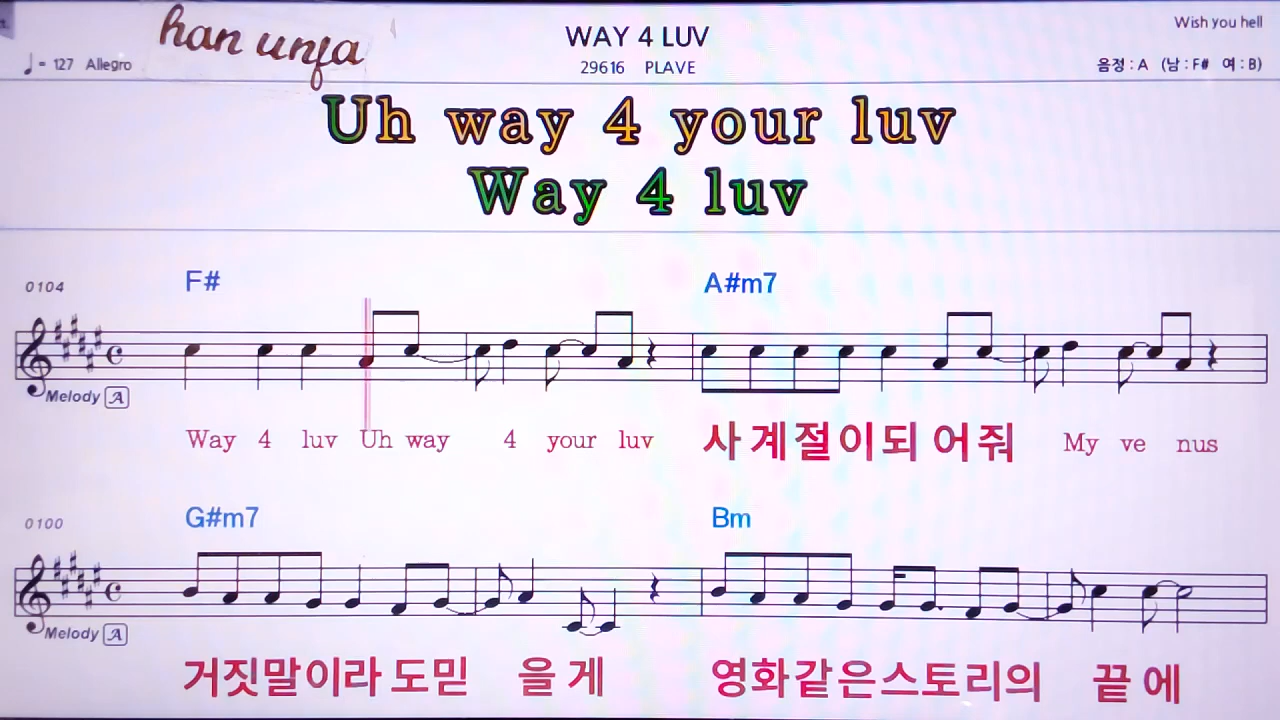 han unfa
WAY 4 LUV
Wish you hell
♩= 127 Allegro
29616 PLAVE
음정 : A (남 : F# 여 : B)
Uh way 4 your luv
Way 4 luv
0104
F#
A#m7
Melody A
Way 4 luv Uh way 4 your luv 사 계 절 이 되 어 줘 My ve nus
0100
G#m7
Bm
Melody A
거짓말이라 도믿 을 게 영화같은스토리의 끝 에